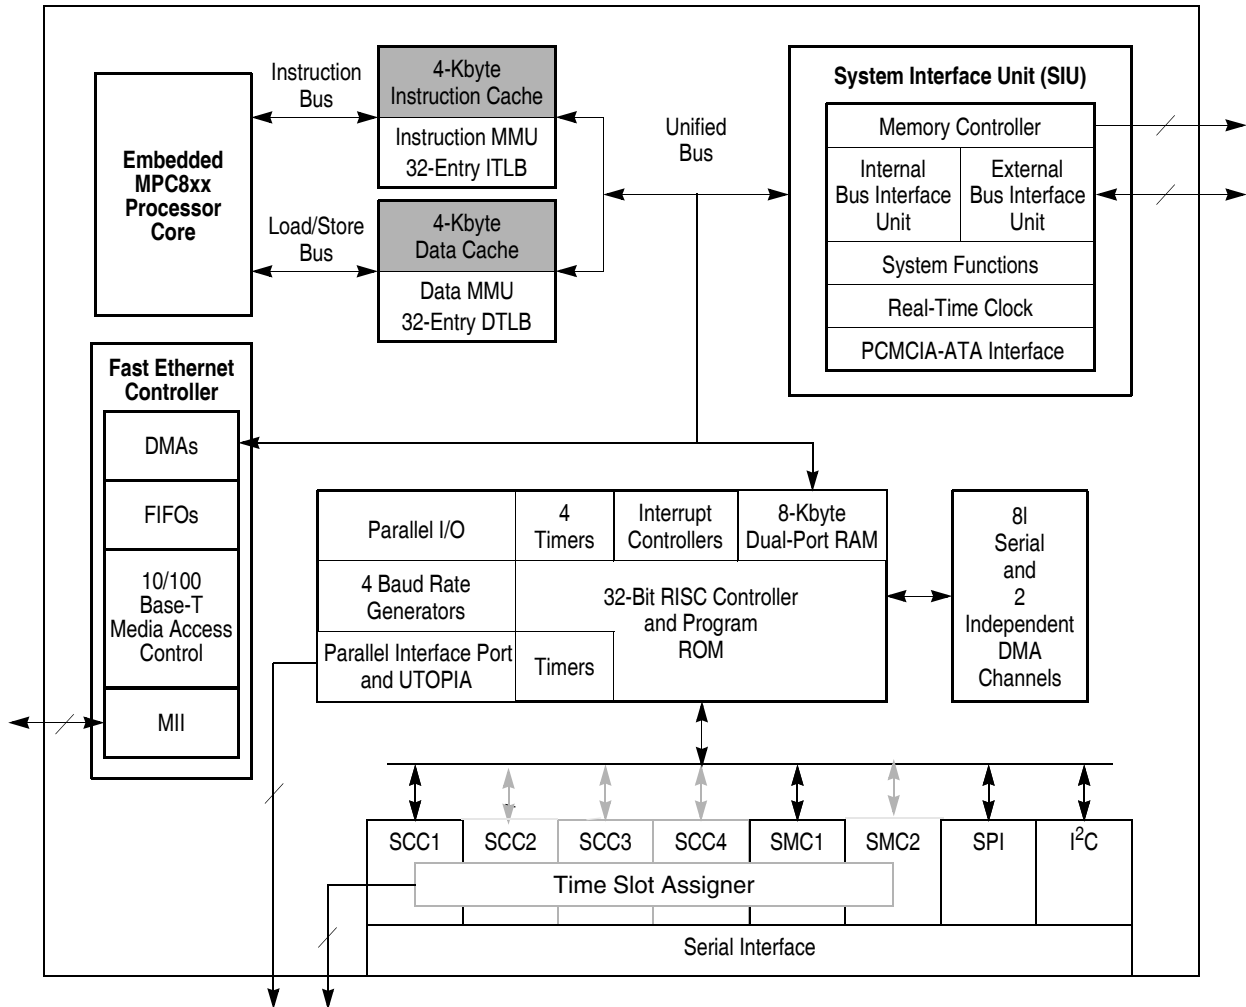 Embedded
MPC8xx
Processor
Core
Instruction
Bus
Load/Store
Bus
4-Kbyte
Instruction Cache
Instruction MMU
32-Entry ITLB
4-Kbyte
Data Cache
Data MMU
32-Entry DTLB
Unified
Bus
System Interface Unit (SIU)
Memory Controller
Internal
Bus Interface
Unit
External
Bus Interface
Unit
System Functions
Real-Time Clock
PCMCIA-ATA Interface
Fast Ethernet
Controller
DMAs
FIFOs
10/100
Base-T
Media Access
Control
MII
Parallel I/O
4
Timers
Interrupt
Controllers
8-Kbyte
Dual-Port RAM
4 Baud Rate
Generators
32-Bit RISC Controller
and Program
ROM
Parallel Interface Port
and UTOPIA
Timers
8I
Serial
and
2
Independent
DMA
Channels
SCC1
SCC2
SCC3
SCC4
SMC1
SMC2
SPI
I²C
Time Slot Assigner
Serial Interface